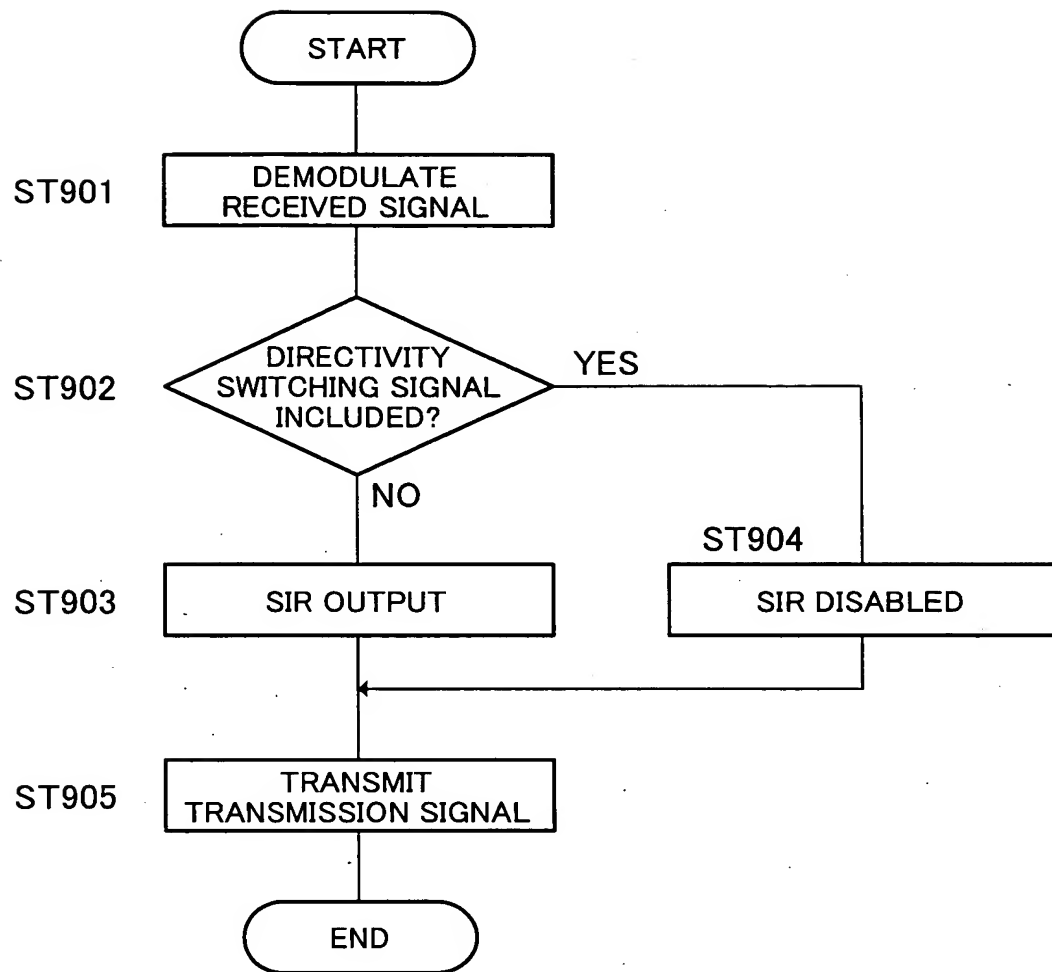 START
ST901
DEMODULATE
RECEIVED SIGNAL
ST902
DIRECTIVITY
SWITCHING SIGNAL
INCLUDED?
YES
NO
ST903
SIR OUTPUT
ST904
SIR DISABLED
ST905
TRANSMIT
TRANSMISSION SIGNAL
END